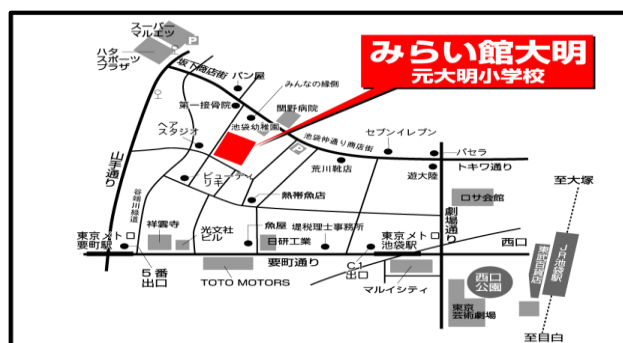 スーパー
マルエツ
P
ハタ
スポーツ
プラザ
坂下商店街
パン屋
みらい館大明
元大明小学校
みんなの縁側
第一接骨院
関野病院
池袋幼稚園
ヘア
スタジオ
池袋仲通り商店街
セブンイレブン
パセラ
トキワ通り
P
荒川靴店
遊大陸
山手通り
ビューティー
リキ
至大塚
谷端川緑道
熱帯魚店
ロサ会館
劇場通り
祥雲寺
光文社
ビル
魚屋
堤税理士事務所
東京メトロ
要町駅
日研工業
東京メトロ
池袋駅
西口
5番
出口
要町通り
C1
出口
TOTO MOTORS
マルイシティ
西口
公園
東武百貨店
JR池袋駅
東京
芸術劇場
至目白